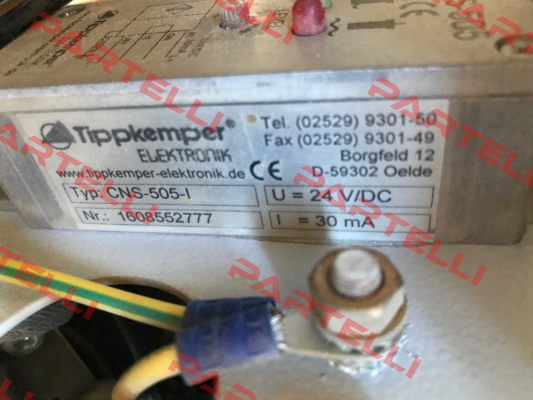 Tippkemper®
ELEKTRONIK
www.tippkemper-elektronik.de
CE
Tel. (02529) 9301-50
Fax (02529) 9301-49
Borgfeld 12
D-59302 Oelde
Typ: CNS-505-I
U = 24 V/DC
Nr.: 1608552777
I = 30 mA
PARTELLI
PARTELLI
PARTELLI
PARTELLI
PARTELLI